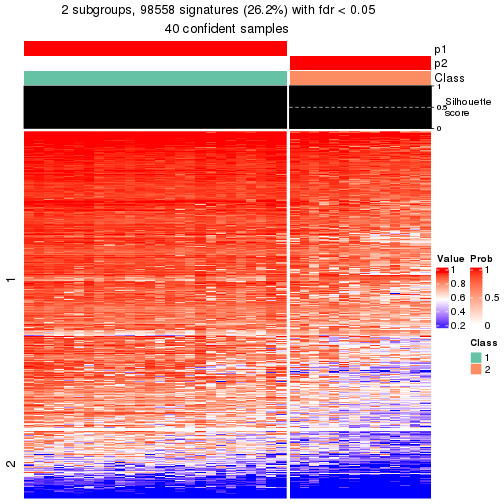 2 subgroups, 98558 signatures (26.2%) with fdr < 0.05
40 confident samples
p1
p2
Class
1
0.5
0
Silhouette
score
1
2
Value
1
0.8
0.6
0.4
0.2
Prob
1
0.5
0
Class
1
2